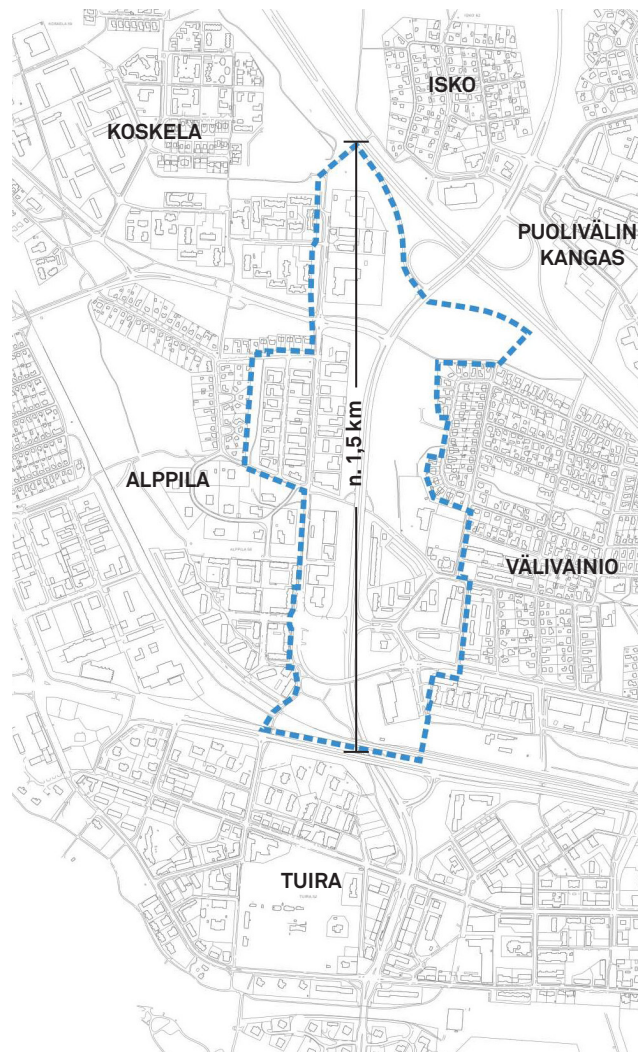 ISKO
KOSKELA
PUOLIVÄLIN
KANGAS
n. 1,5 km
ALPPILA
VÄLIVAINIO
TUIRA